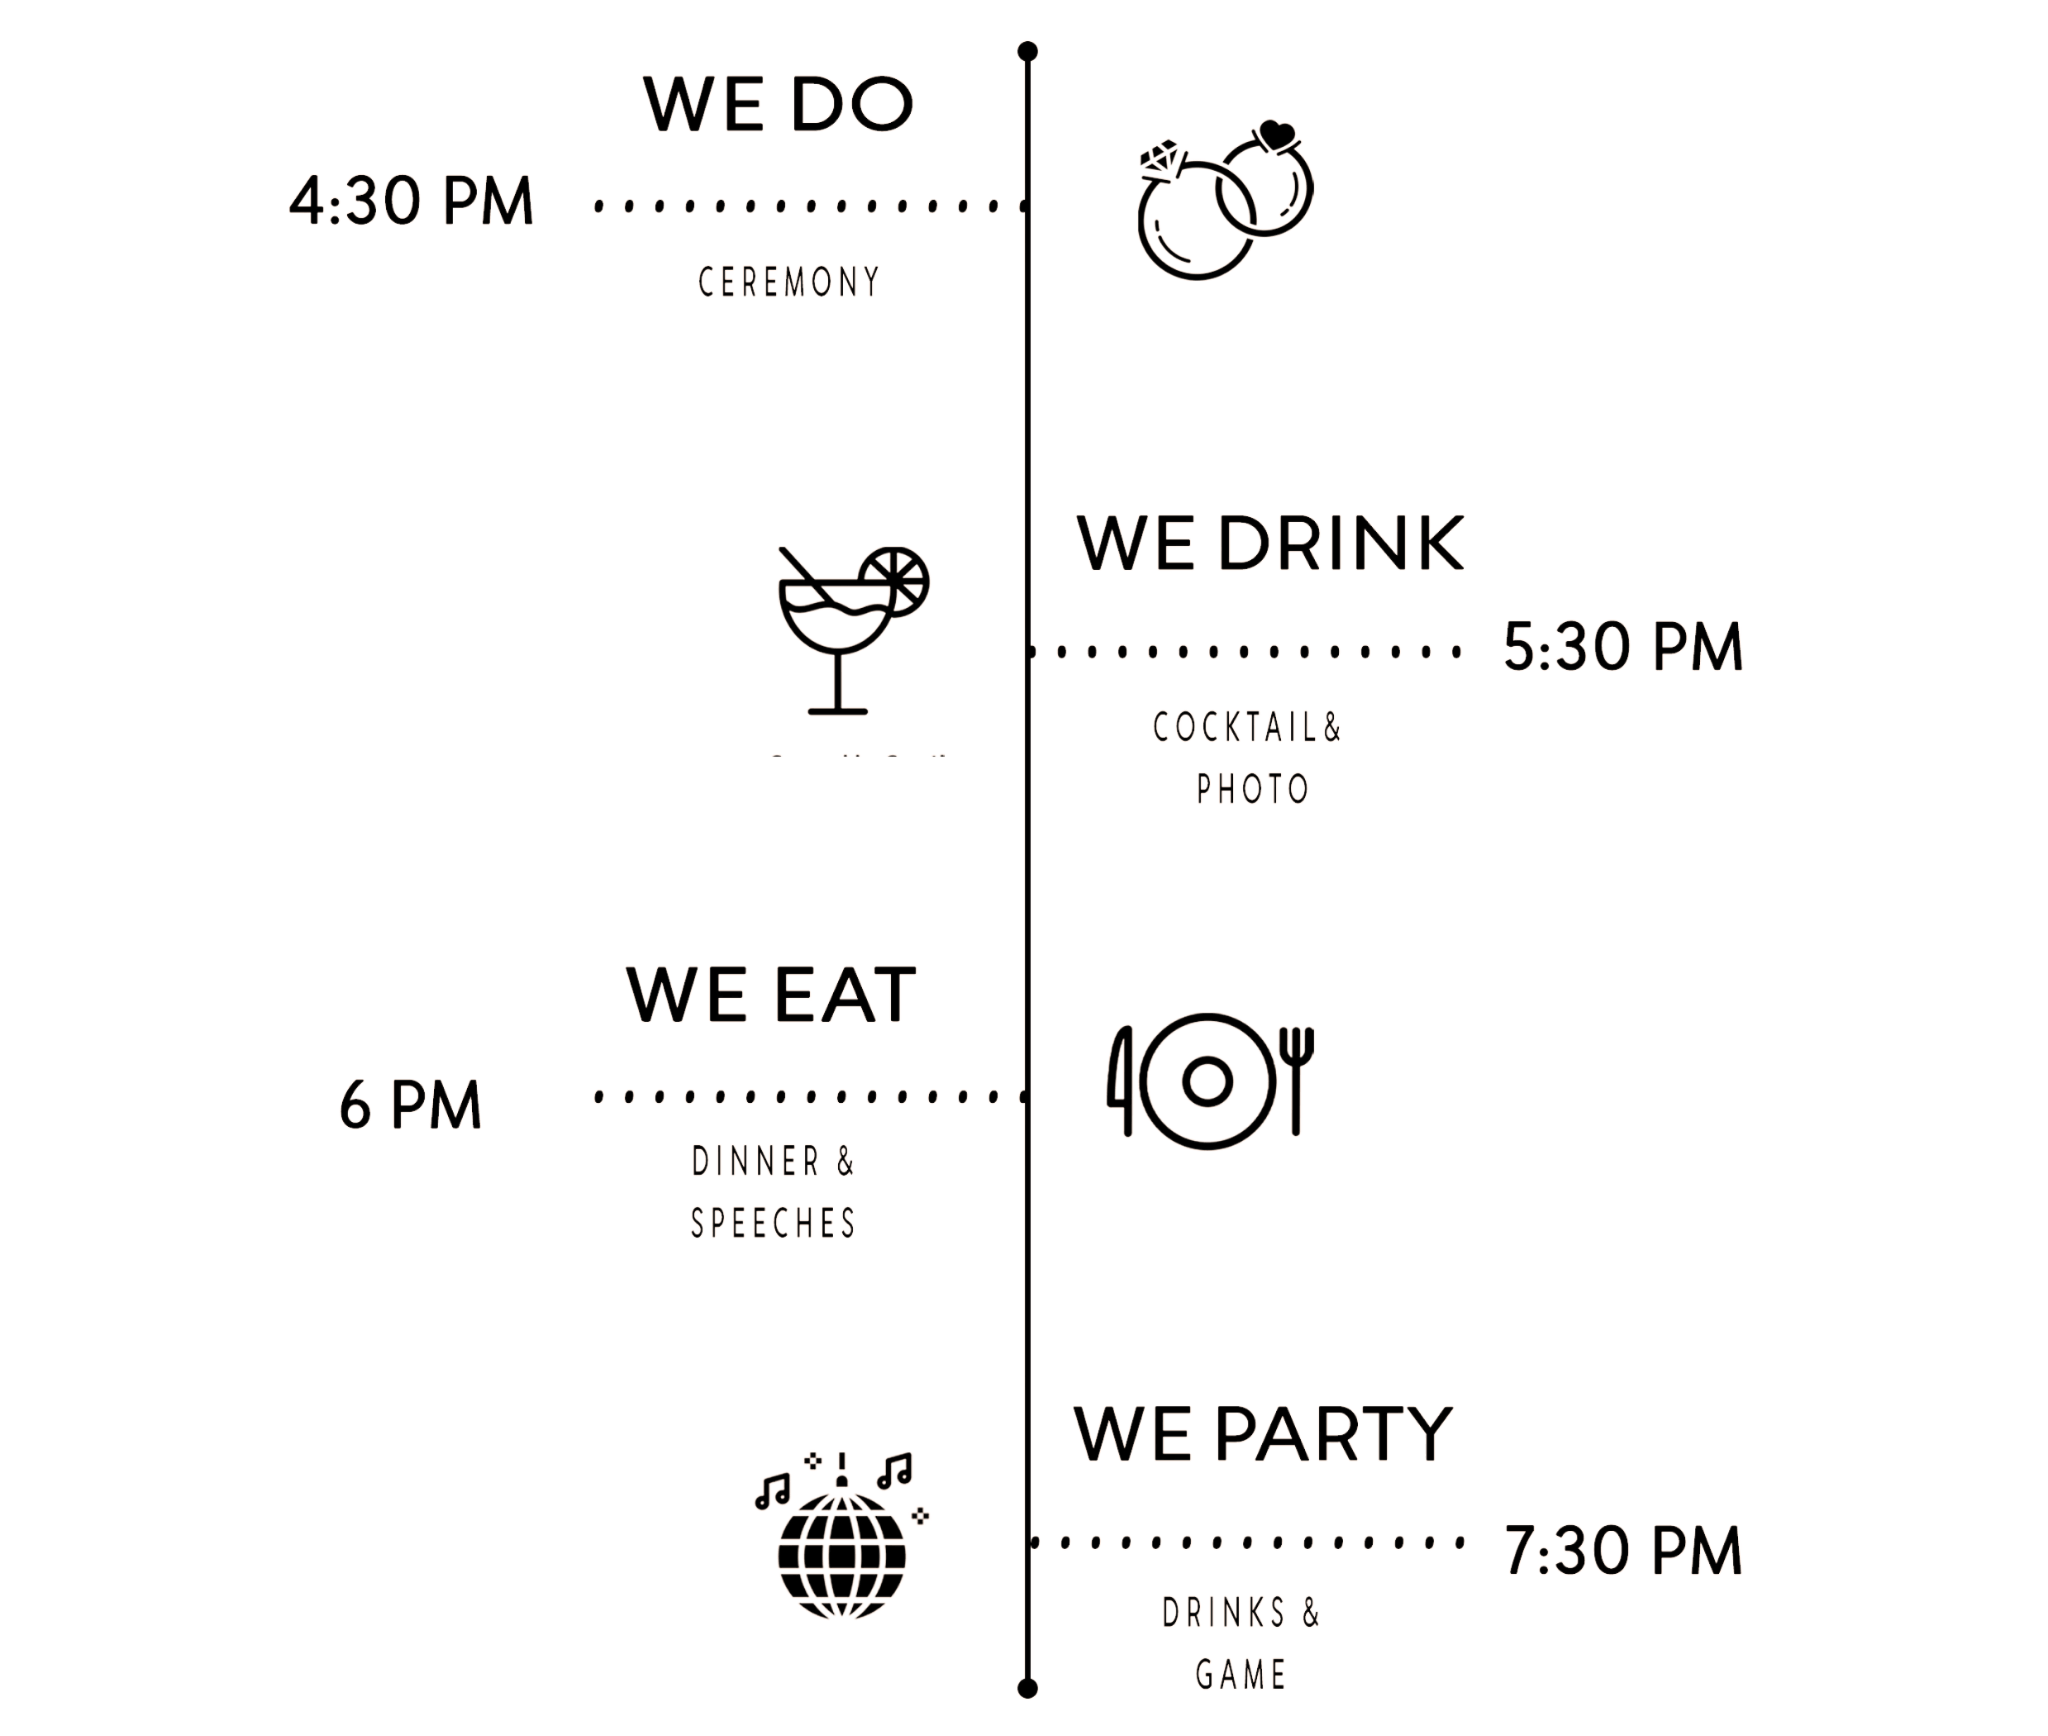 WE DO
4:30 PM
CEREMONY
WE DRINK
5:30 PM
COCKTAIL&
PHOTO
WE EAT
6 PM
DINNER &
SPEECHES
WE PARTY
7:30 PM
DRINKS &
GAME